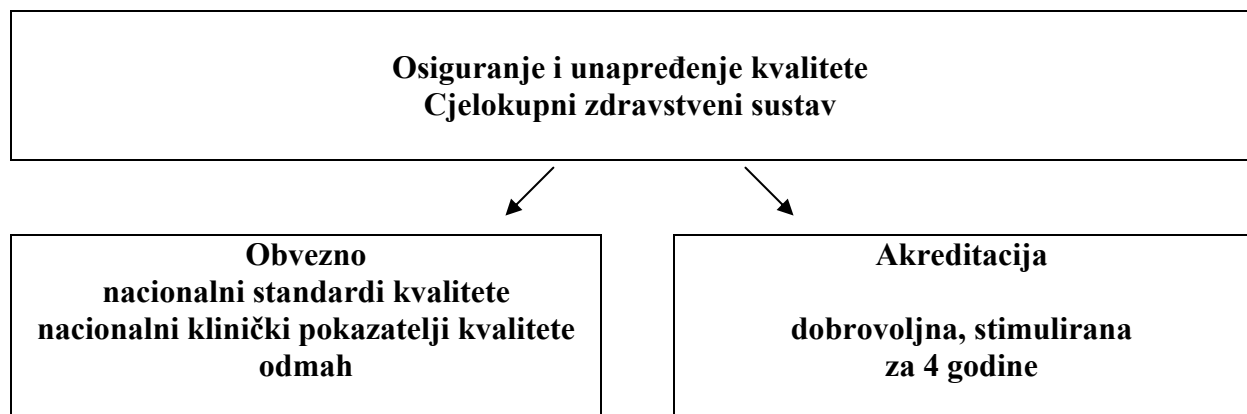 Osiguranje i unapređenje kvalitete
Cjelokupni zdravstveni sustav
Obvezno
nacionalni standardi kvalitete
nacionalni klinički pokazatelji kvalitete
odmah
Akreditacija
dobrovoljna, stimulirana
za 4 godine